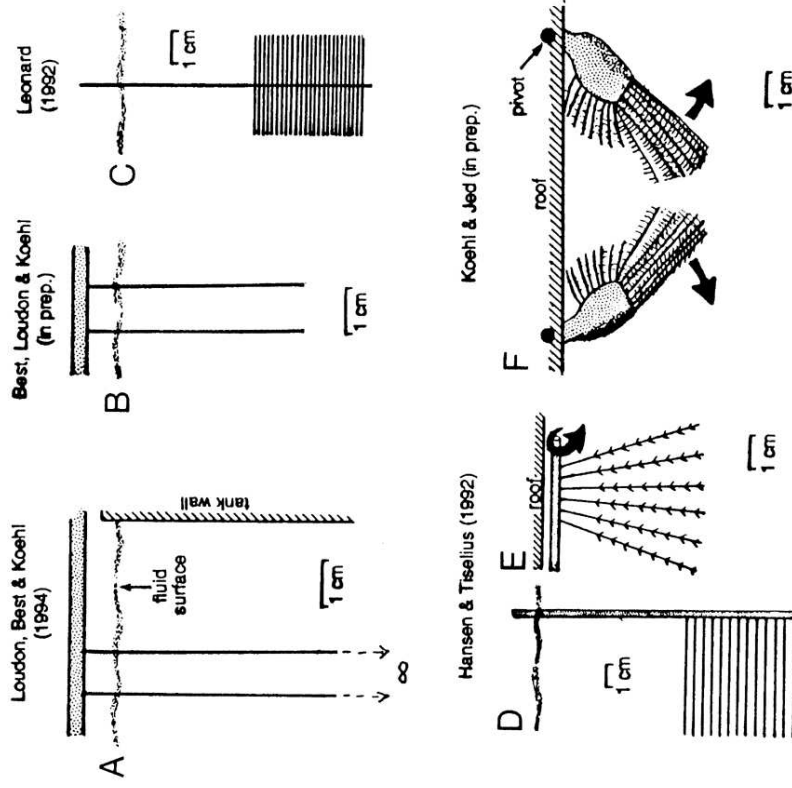 Loudon, Best & Koehl
(1994)
A
fluid
surface
tank wall
1 cm
∞
Best, Loudon & Koehl
(in prep.)
B
1 cm
Leonard
(1992)
C
1 cm
Hansen & Tiselius (1992)
D
1 cm
E
roof
1 cm
Koehl & Jed (in prep.)
F
roof
pivot
1 cm